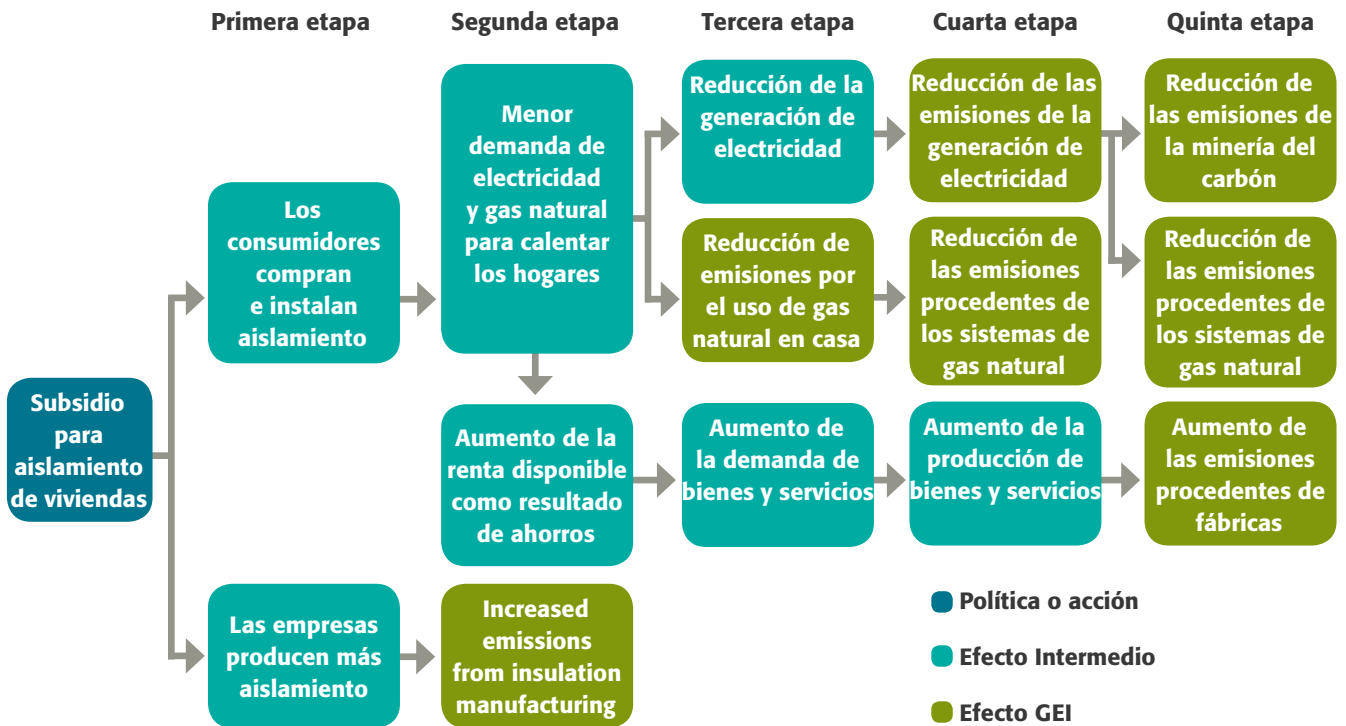 Primera etapa
Segunda etapa
Tercera etapa
Cuarta etapa
Quinta etapa
Subsidio
para
aislamiento
de viviendas
Los
consumidores
compran
e instalan
aislamiento
Las empresas
producen más
aislamiento
Menor
demanda de
electricidad
y gas natural
para calentar
los hogares
Aumento de la
renta disponible
como resultado
de ahorros
Increased
emissions
from insulation
manufacturing
Reducción de la
generación de
electricidad
Reducción de
emisiones por
el uso de gas
natural en casa
Aumento de
la demanda de
bienes y servicios
Reducción de las
emisiones de la
generación de
electricidad
Reducción de
las emisiones
procedentes de
los sistemas de
gas natural
Aumento de la
producción de
bienes y servicios
Reducción de
las emisiones de
la minería del
carbón
Reducción de
las emisiones
procedentes de
los sistemas de
gas natural
Aumento de
las emisiones
procedentes de
fábricas
Política o acción
Efecto Intermedio
Efecto GEI